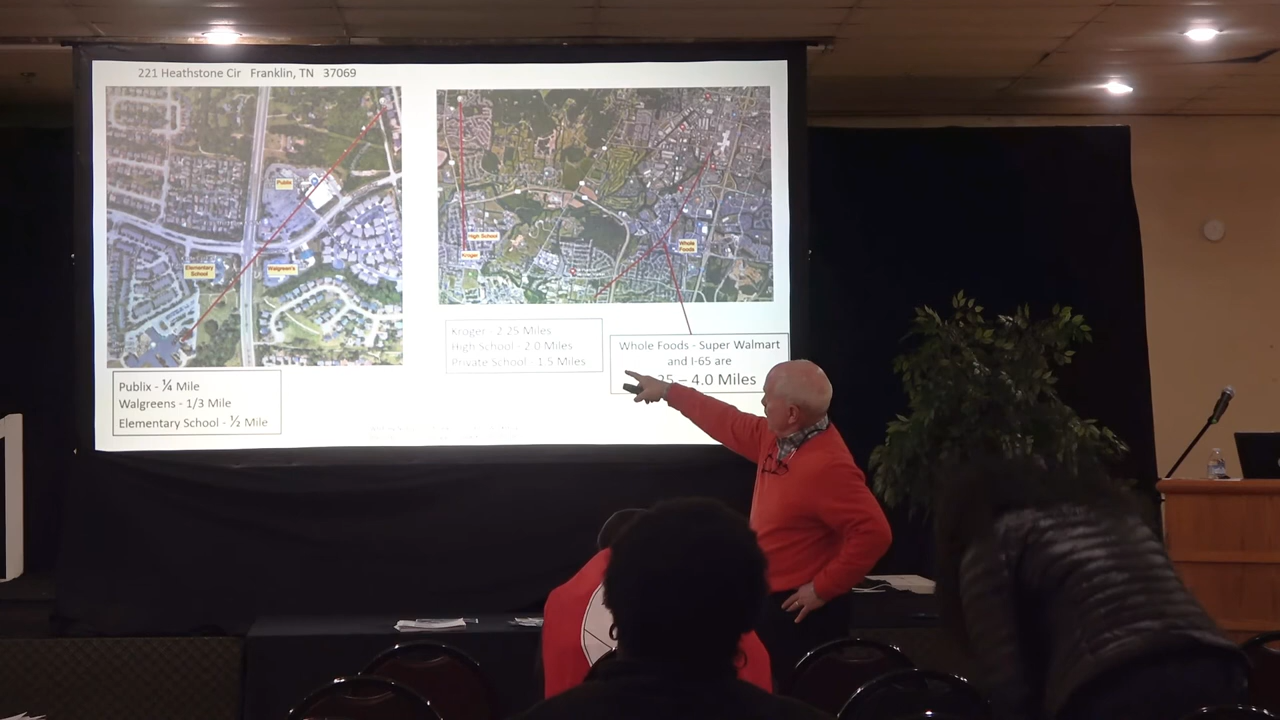 221 Heathstone Cir Franklin, TN 37069
Publix
Elementary
School
Walgreen's
High School
Kroger
Whole
Foods
Publix - ¼ Mile
Walgreens - 1/3 Mile
Elementary School - ½ Mile
Kroger - 2.25 Miles
High School - 2.0 Miles
Private School - 1.5 Miles
Whole Foods - Super Walmart
and I-65 are
25 – 4.0 Miles